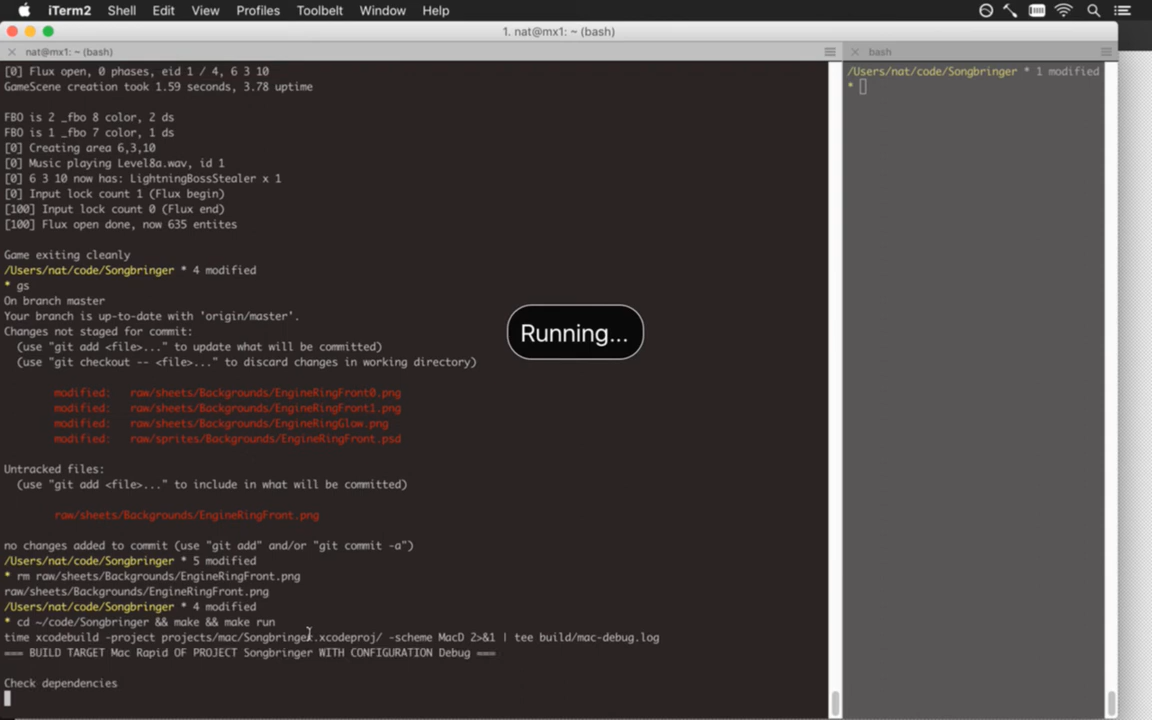 iTerm2 Shell Edit View Profiles Toolbelt Window Help
1. nat@mx1: ~ (bash)
nat@mx1: ~ (bash)
bash
[0] Flux open, 0 phases, eid 1 / 4, 6 3 10
GameScene creation took 1.59 seconds, 3.78 uptime
FBO is 2 _fbo 8 color, 2 ds
FBO is 1 _fbo 7 color, 1 ds
[0] Creating area 6,3,10
[0] Music playing Level8a.wav, id 1
[0] 6 3 10 now has: LightningBossStealer x 1
[0] Input lock count 1 (Flux begin)
[100] Input lock count 0 (Flux end)
[100] Flux open done, now 635 entites
Game exiting cleanly
/Users/nat/code/Songbringer * 4 modified
* gs
On branch master
Your branch is up-to-date with 'origin/master'.
Changes not staged for commit:
(use "git add <file>..." to update what will be committed)
(use "git checkout -- <file>..." to discard changes in working directory)
modified: raw/sheets/Backgrounds/EngineRingFront0.png
modified: raw/sheets/Backgrounds/EngineRingFront1.png
modified: raw/sheets/Backgrounds/EngineRingGlow.png
modified: raw/sprites/Backgrounds/EngineRingFront.psd
Untracked files:
(use "git add <file>..." to include in what will be committed)
raw/sheets/Backgrounds/EngineRingFront.png
no changes added to commit (use "git add" and/or "git commit -a")
/Users/nat/code/Songbringer * 5 modified
* rm raw/sheets/Backgrounds/EngineRingFront.png
raw/sheets/Backgrounds/EngineRingFront.png
/Users/nat/code/Songbringer * 4 modified
* cd ~/code/Songbringer && make && make run
time xcodebuild -project projects/mac/Songbringer.xcodeproj/ -scheme MacD 2>&1 | tee build/mac-debug.log
=== BUILD TARGET Mac Rapid OF PROJECT Songbringer WITH CONFIGURATION Debug ===
Check dependencies
Running...
/Users/nat/code/Songbringer * 1 modified
*